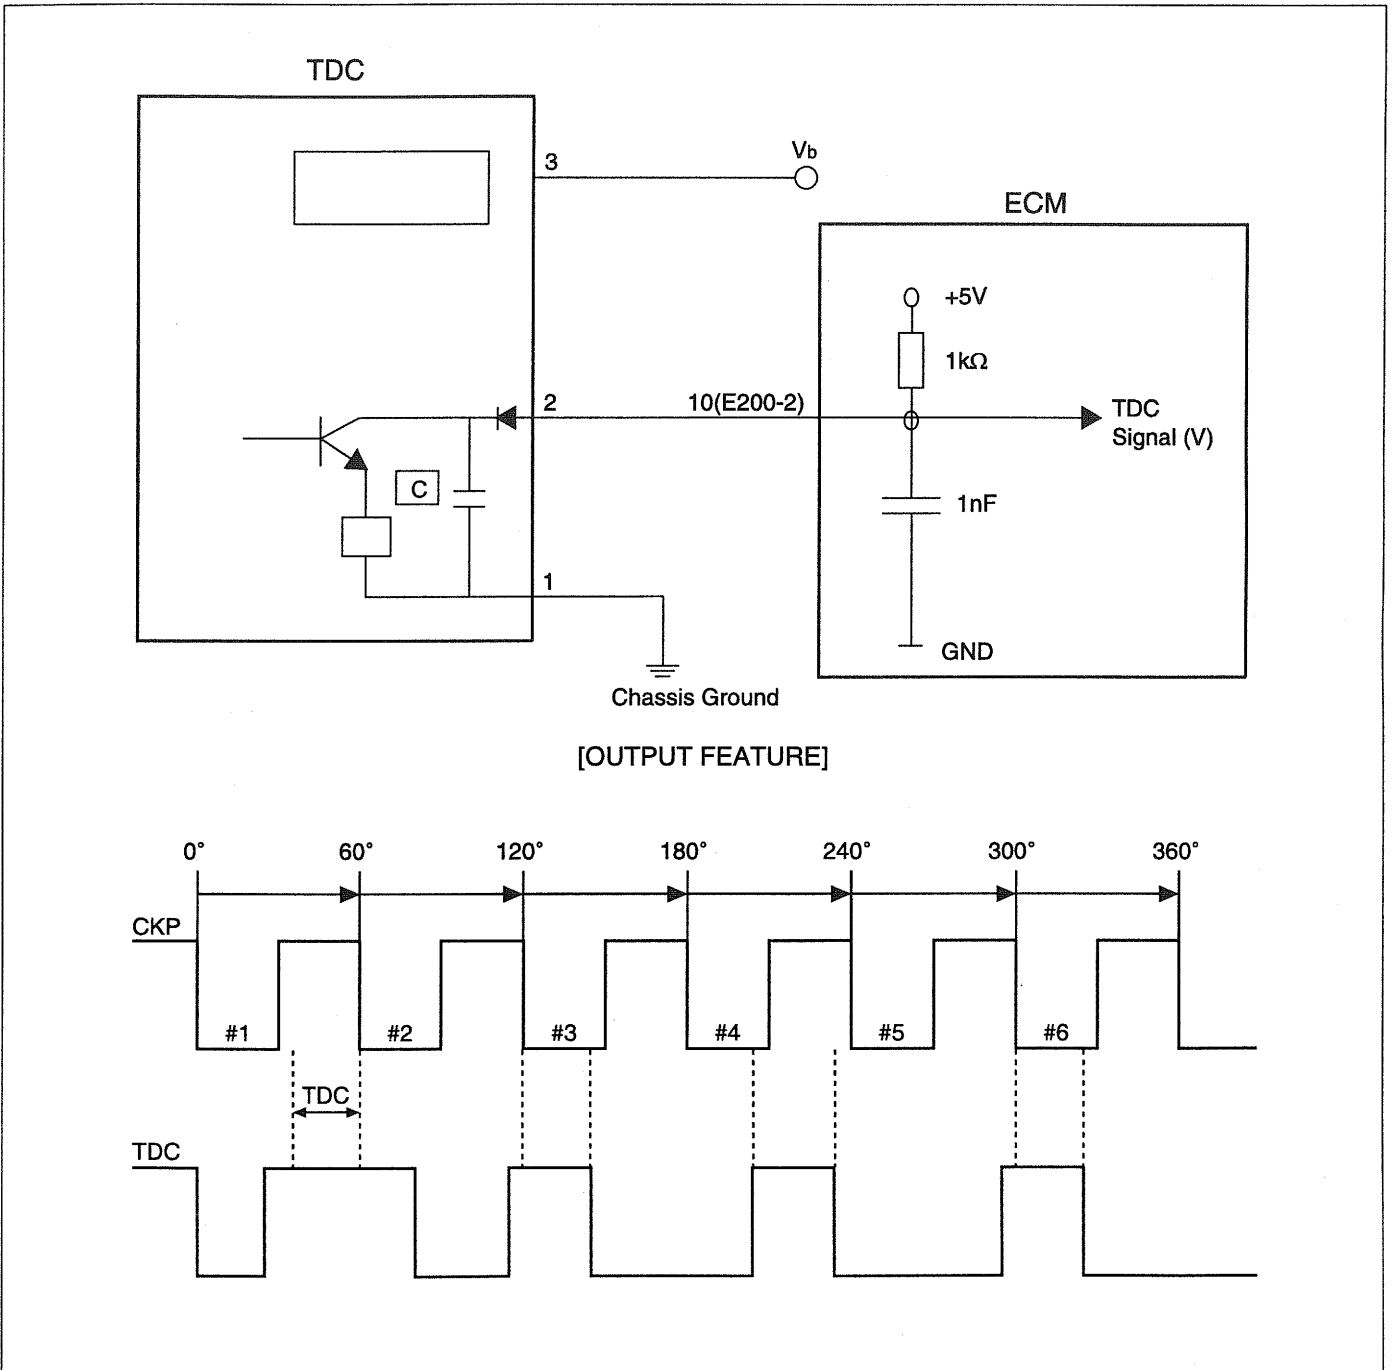 TDC
3
Vb
ECM
+5V
1kΩ
2
10(E200-2)
TDC
Signal (V)
C
1nF
1
GND
Chassis Ground
[OUTPUT FEATURE]
0° 60° 120° 180° 240° 300° 360°
CKP
#1 #2 #3 #4 #5 #6
TDC
TDC